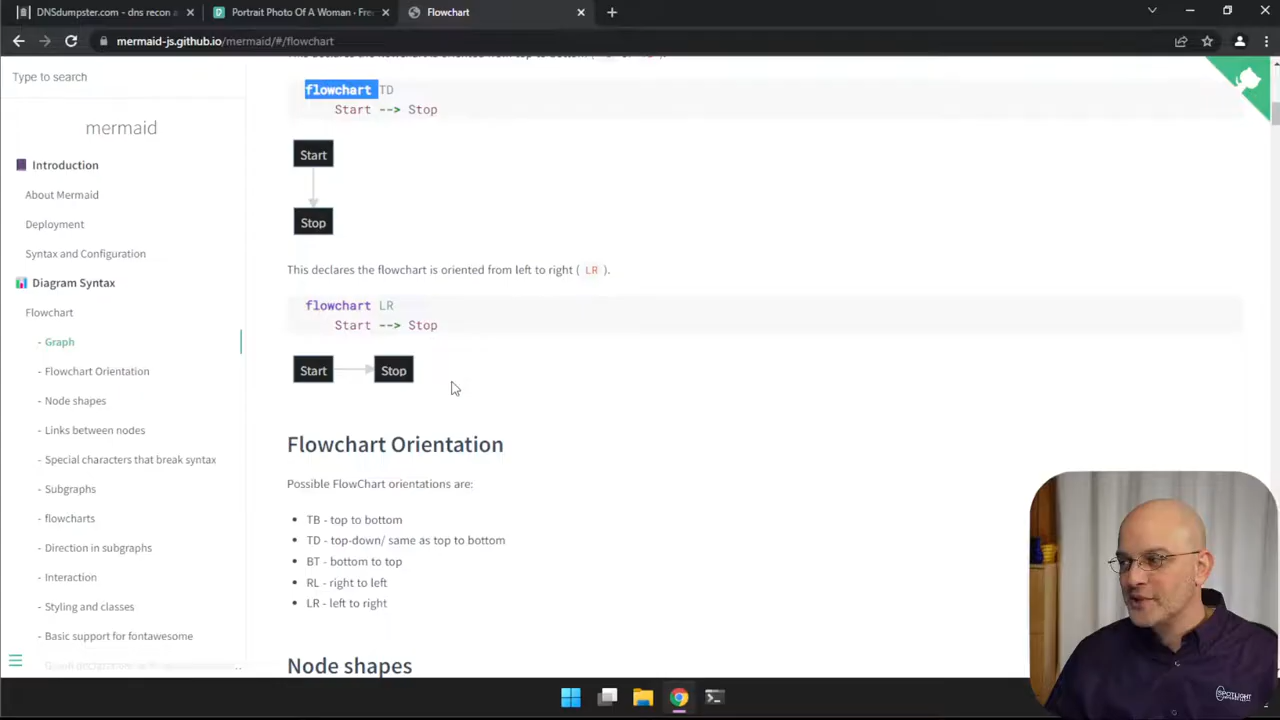 DNSdumpster.com - dns recon a
Portrait Photo Of A Woman · Fre
Flowchart
mermaid-js.github.io/mermaid/#/flowchart
Type to search
mermaid
Introduction
About Mermaid
Deployment
Syntax and Configuration
Diagram Syntax
Flowchart
- Graph
- Flowchart Orientation
- Node shapes
- Links between nodes
- Special characters that break syntax
- Subgraphs
- flowcharts
- Direction in subgraphs
- Interaction
- Styling and classes
- Basic support for fontawesome
flowchart TD
Start --> Stop
Start
Stop
This declares the flowchart is oriented from left to right ( LR ).
flowchart LR
Start --> Stop
Start
Stop
Flowchart Orientation
Possible FlowChart orientations are:
• TB - top to bottom
• TD - top-down/ same as top to bottom
• BT - bottom to top
• RL - right to left
• LR - left to right
Node shapes